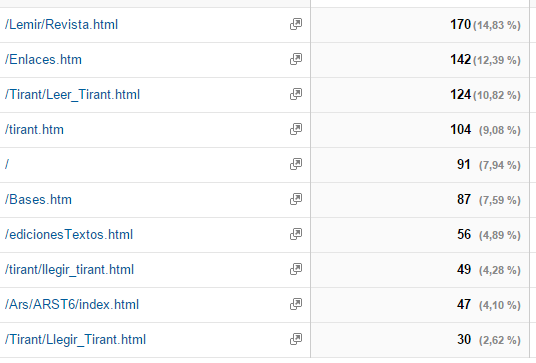 /Lemir/Revista.html 170 (14,83 %)
/Enlaces.htm 142 (12,39 %)
/Tirant/Leer_Tirant.html 124 (10,82 %)
/tirant.htm 104 (9,08 %)
/ 91 (7,94 %)
/Bases.htm 87 (7,59 %)
/edicionesTextos.html 56 (4,89 %)
/tirant/llegir_tirant.html 49 (4,28 %)
/Ars/ARST6/index.html 47 (4,10 %)
/Tirant/Llegir_Tirant.html 30 (2,62 %)